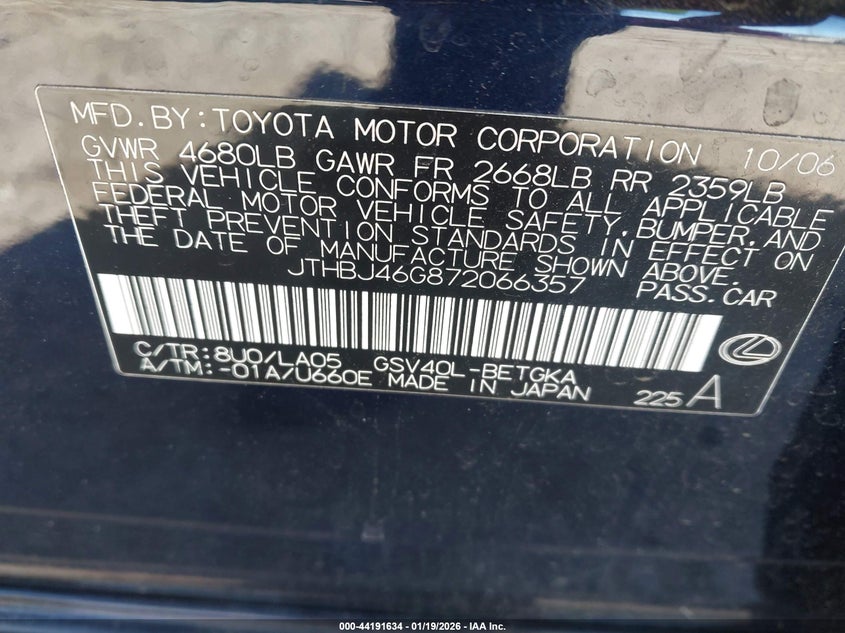 MFD. BY: TOYOTA MOTOR CORPORATION 10/06
GVWR 4680LB GAWR FR 2668LB RR 2359LB
THIS VEHICLE CONFORMS TO ALL APPLICABLE
FEDERAL MOTOR VEHICLE SAFETY, BUMPER, AND
THEFT PREVENTION STANDARDS IN EFFECT ON
THE DATE OF MANUFACTURE SHOWN ABOVE.
JTHBJ46G872066357 PASS. CAR
C/TR: 8U0/LA05 GSV40L-BETGKA
A/TM: -01A/U660E MADE IN JAPAN 225 A
000-44191634 - 01/19/2026 - IAA Inc.